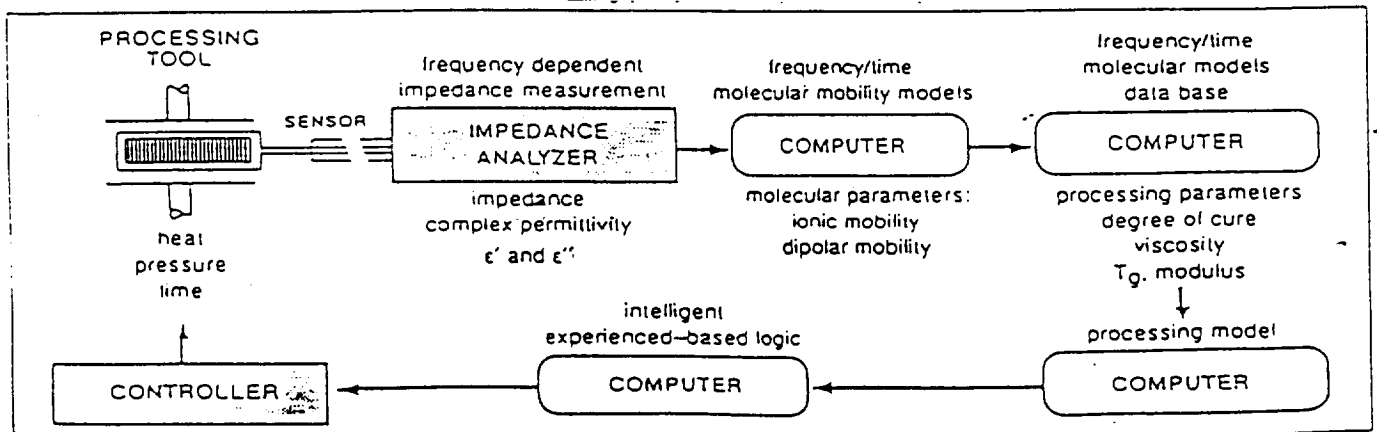 PROCESSING
TOOL
SENSOR
heat
pressure
time
frequency dependent
impedance measurement
IMPEDANCE
ANALYZER
impedance
complex permittivity
ε' and ε"
frequency/time
molecular mobility models
COMPUTER
molecular parameters:
ionic mobility
dipolar mobility
frequency/time
molecular models
data base
COMPUTER
processing parameters
degree of cure
viscosity
Tg, modulus
processing model
COMPUTER
intelligent
experienced-based logic
COMPUTER
CONTROLLER